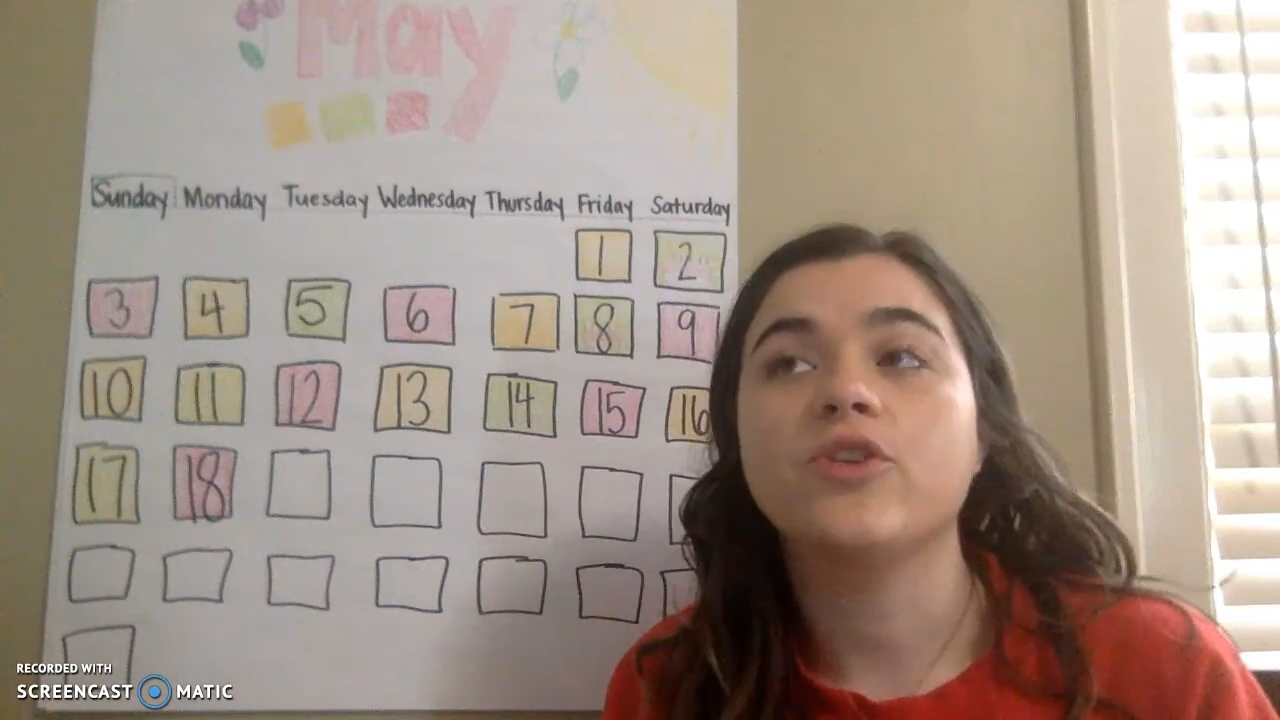 May
Sunday Monday Tuesday Wednesday Thursday Friday Saturday
1 2
3 4 5 6 7 8 9
10 11 12 13 14 15 16
17 18
RECORDED WITH
SCREENCAST MATIC